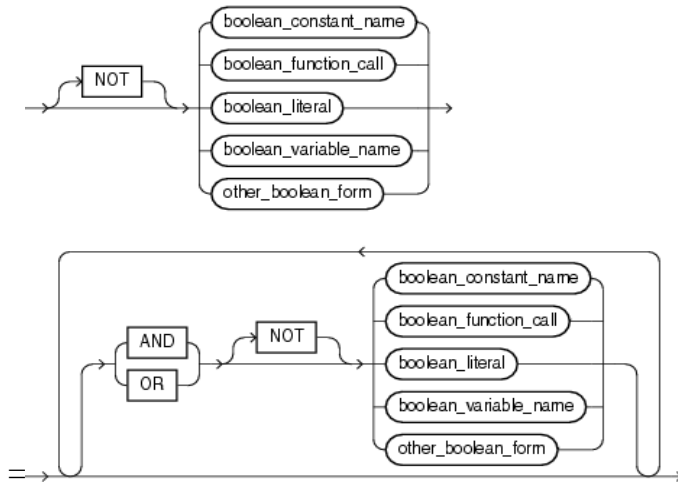 boolean_constant_name
NOT
boolean_function_call
boolean_literal
boolean_variable_name
other_boolean_form
boolean_constant_name
AND
NOT
boolean_function_call
boolean_literal
OR
boolean_variable_name
other_boolean_form